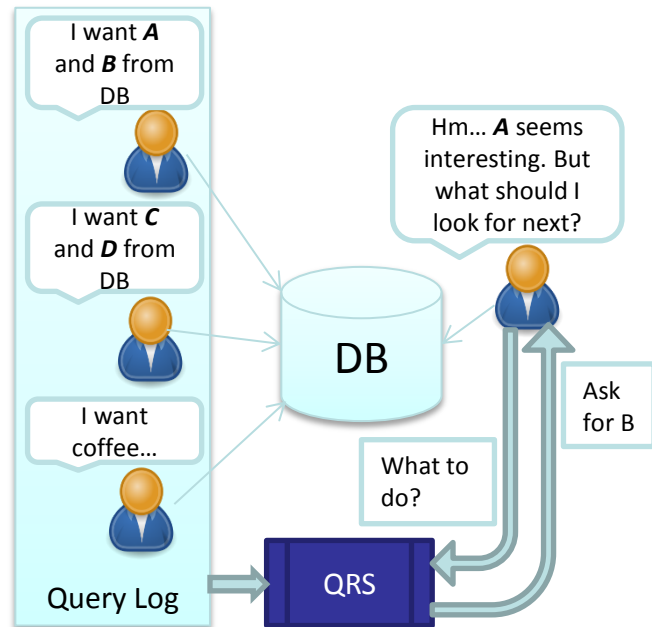 I want A
and B from
DB
Hm... A seems
interesting. But
what should I
look for next?
I want C
and D from
DB
DB
I want
coffee...
Ask
for B
What to
do?
QRS
Query Log